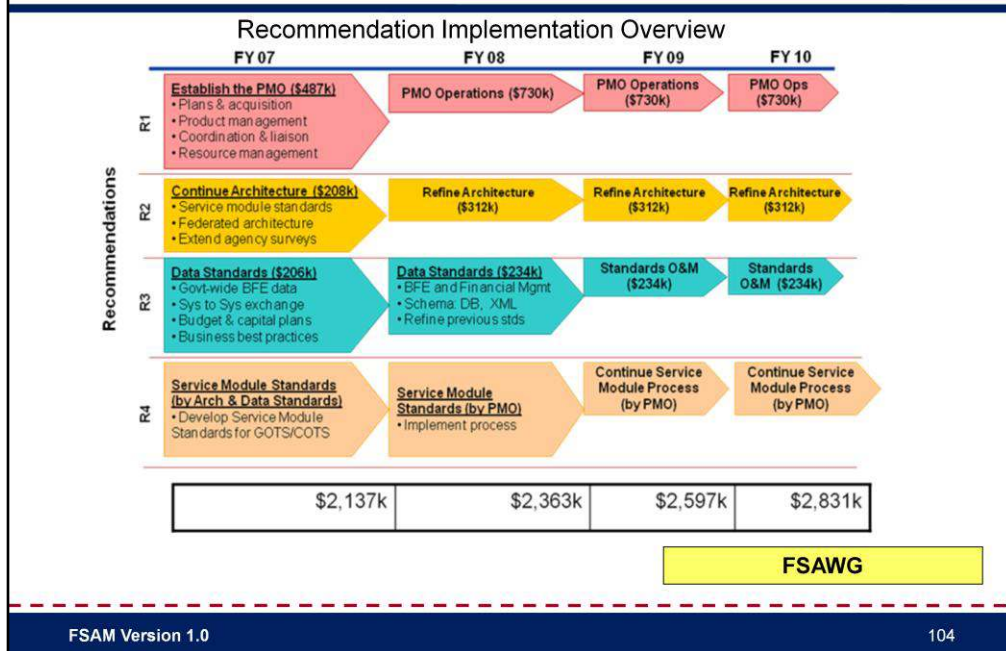 Recommendation Implementation Overview
FY 07
FY 08
FY 09
FY 10
Recommendations
R1
Establish the PMO ($487k)
• Plans & acquisition
• Product management
• Coordination & liaison
• Resource management
PMO Operations ($730k)
PMO Operations
($730k)
PMO Ops
($730k)
R2
Continue Architecture ($208k)
• Service module standards
• Federated architecture
• Extend agency surveys
Refine Architecture
($312k)
Refine Architecture
($312k)
Refine Architecture
($312k)
R3
Data Standards ($206k)
• Govt-wide BFE data
• Sys to Sys exchange
• Budget & capital plans
• Business best practices
Data Standards ($234k)
• BFE and Financial Mgmt
• Schema: DB, XML
• Refine previous stds
Standards O&M
($234k)
Standards
O&M ($234k)
R4
Service Module Standards
(by Arch & Data Standards)
• Develop Service Module
Standards for GOTS/COTS
Service Module
Standards (by PMO)
• Implement process
Continue Service
Module Process
(by PMO)
Continue Service
Module Process
(by PMO)
$2,137k
$2,363k
$2,597k
$2,831k
FSAWG
FSAM Version 1.0
104